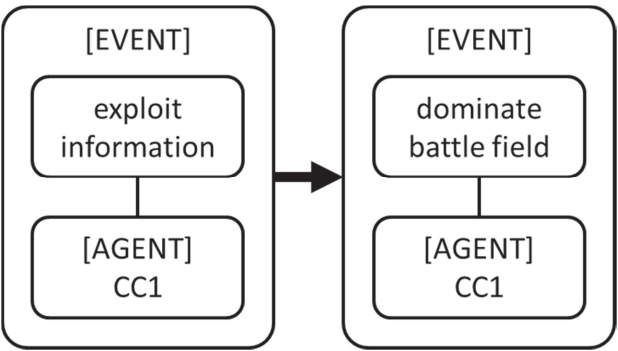 [EVENT]
exploit
information
[AGENT]
CC1
[EVENT]
dominate
battle field
[AGENT]
CC1